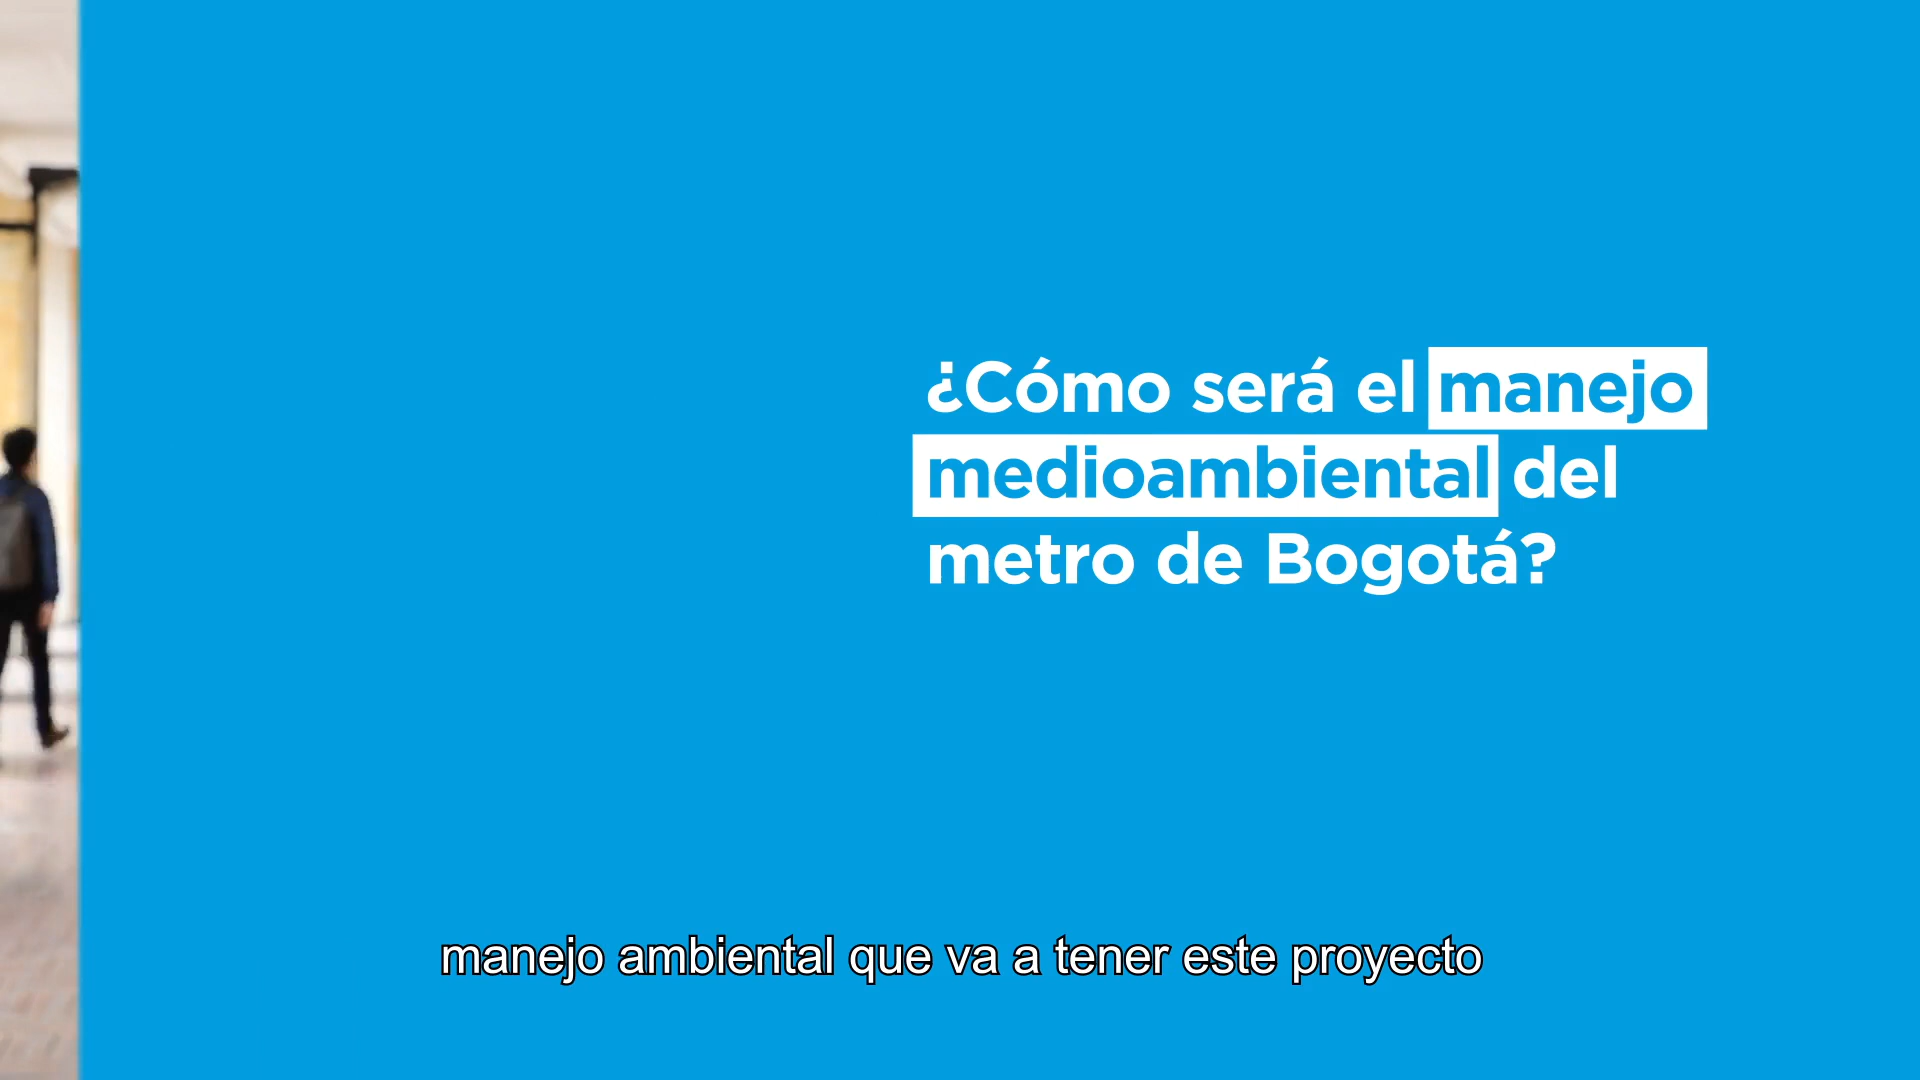 ¿Cómo será el manejo
medioambiental del
metro de Bogotá?
manejo ambiental que va a tener este proyecto